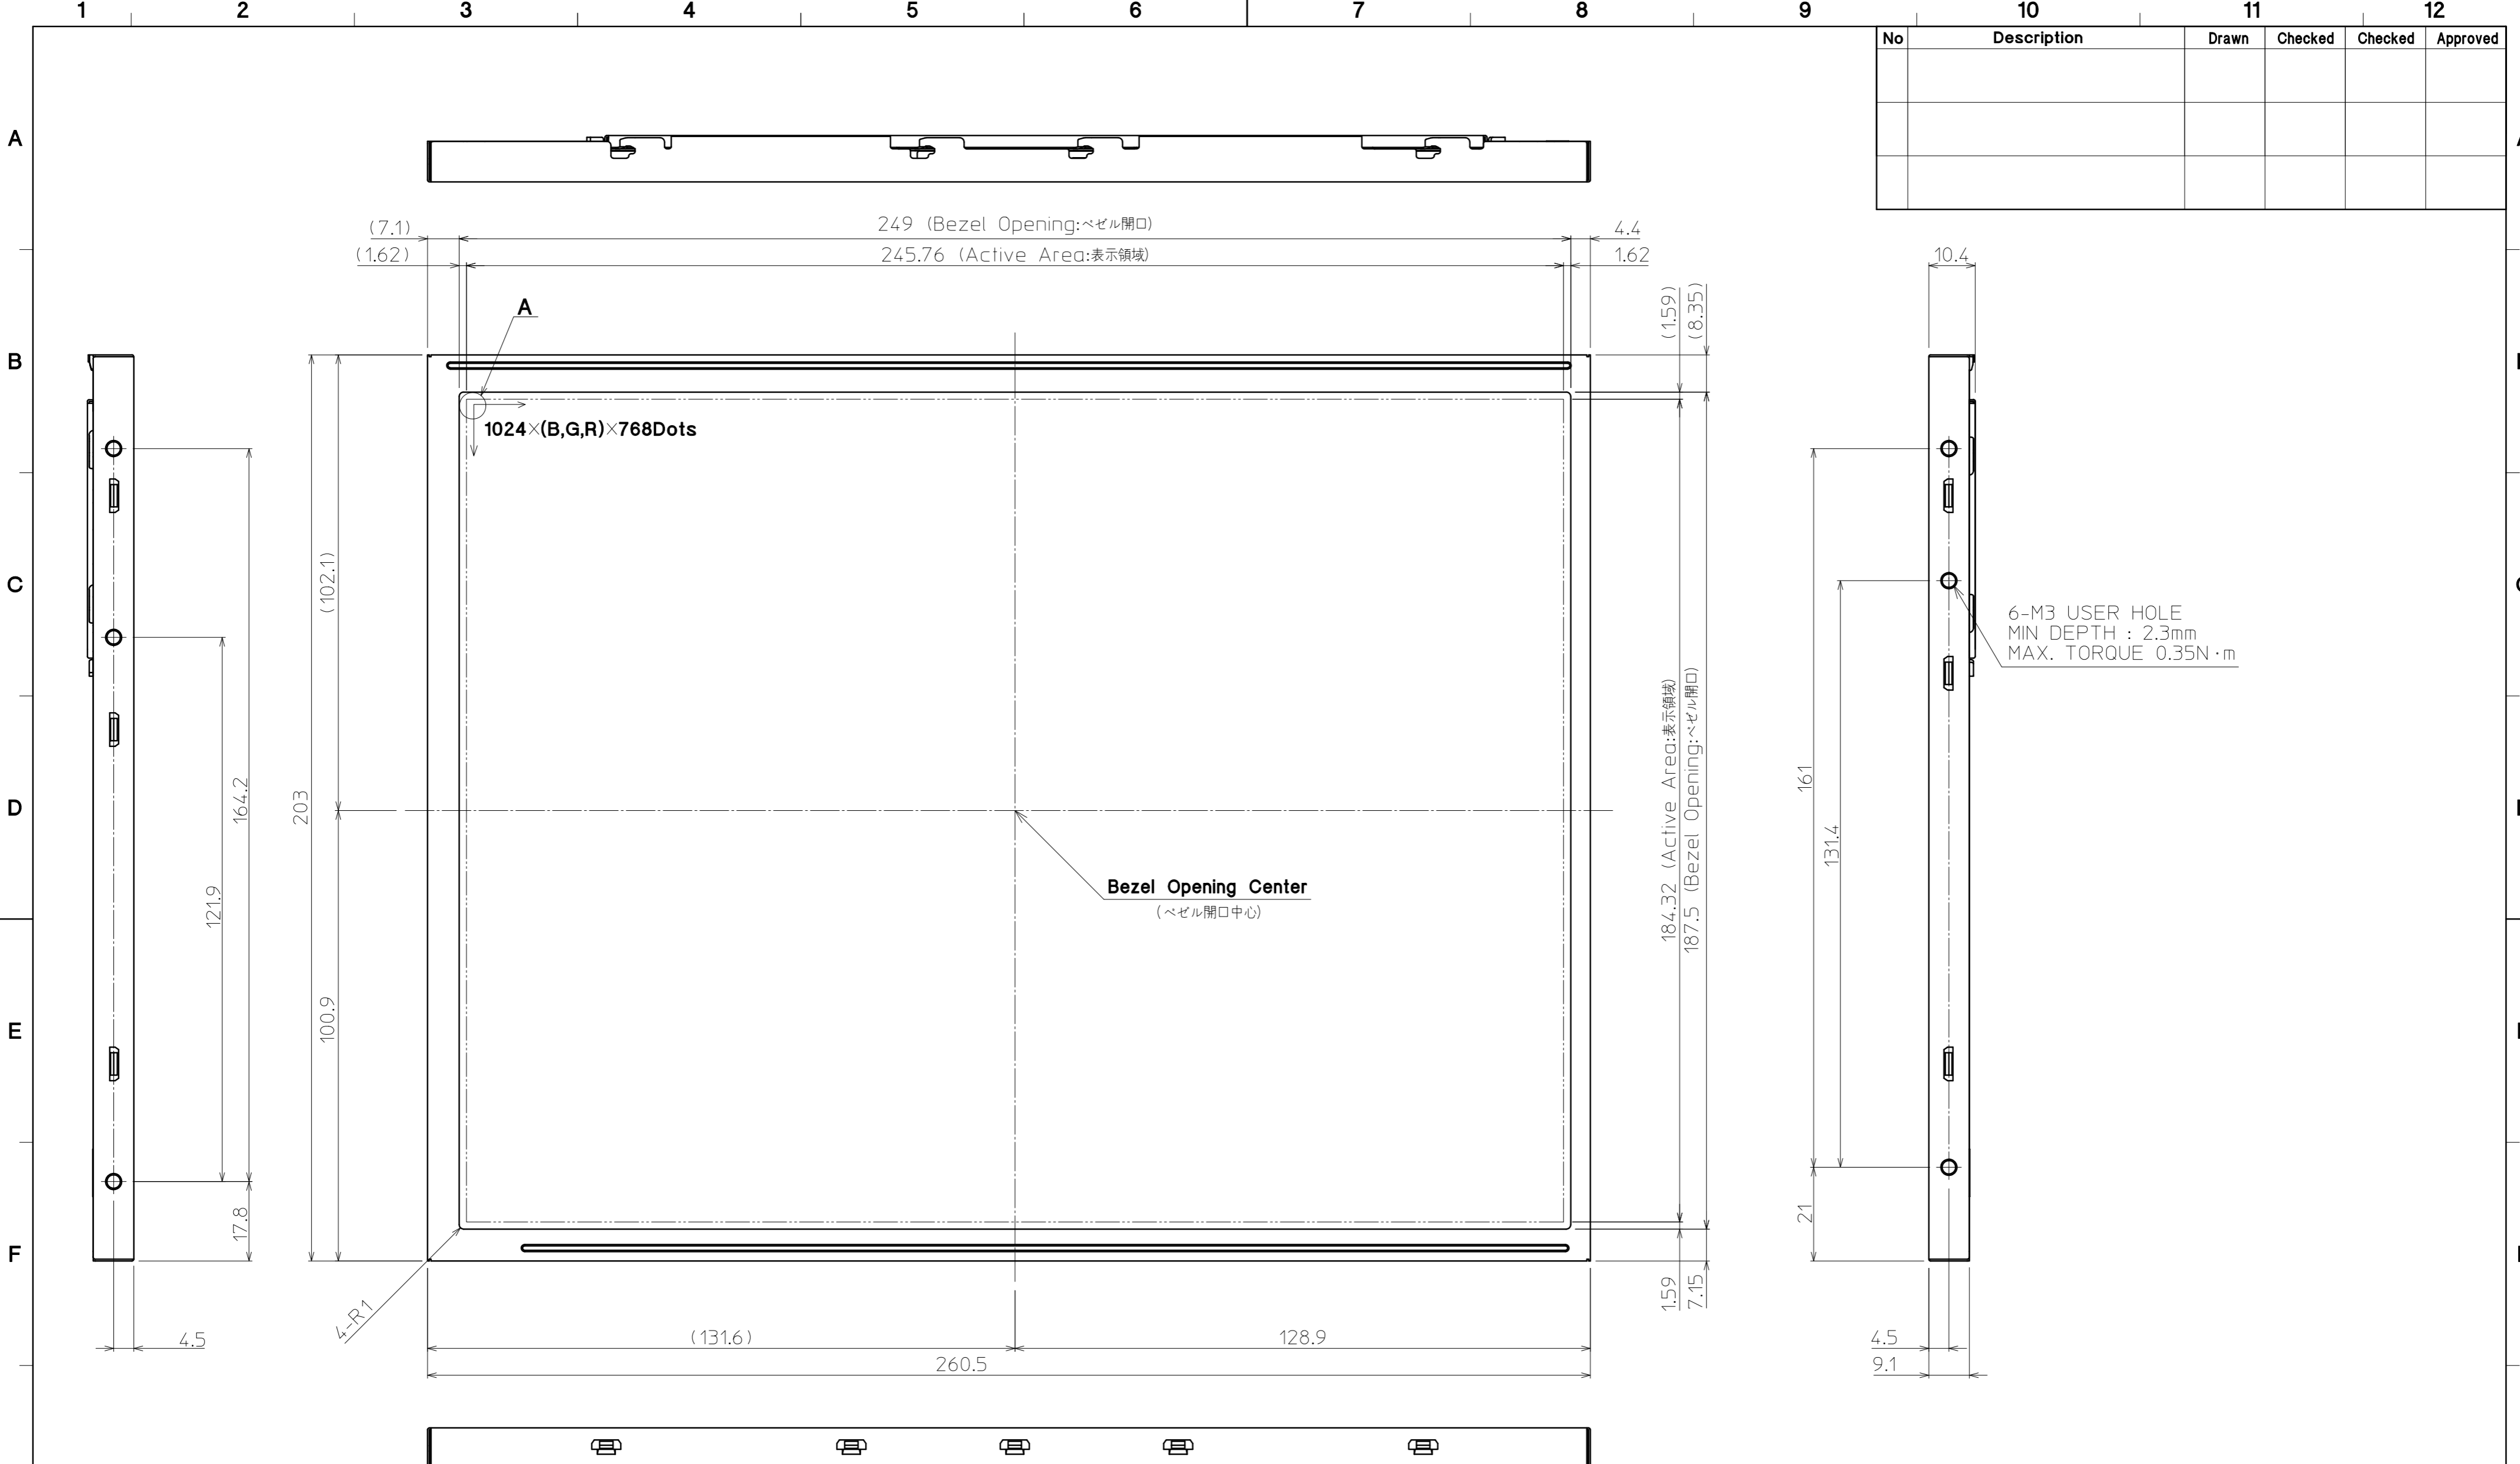 1 2 3 4 5 6 7 8 9 10 11 12
No Description Drawn Checked Checked Approved
A
(7.1)
249 (Bezel Opening:ベゼル開口)
4.4
(1.62)
245.76 (Active Area:表示領域)
1.62
10.4
A
(1.59)
(8.35)
B
1024×(B,G,R)×768Dots
(102.1)
C
6-M3 USER HOLE
MIN DEPTH : 2.3mm
MAX. TORQUE 0.35N·m
164.2
203
184.32 (Active Area:表示領域)
187.5 (Bezel Opening:ベゼル開口)
161
131.4
D
121.9
Bezel Opening Center
(ベゼル開口中心)
100.9
E
17.8
21
F
1.59
7.15
4-R1
4.5
(131.6)
128.9
4.5
260.5
9.1